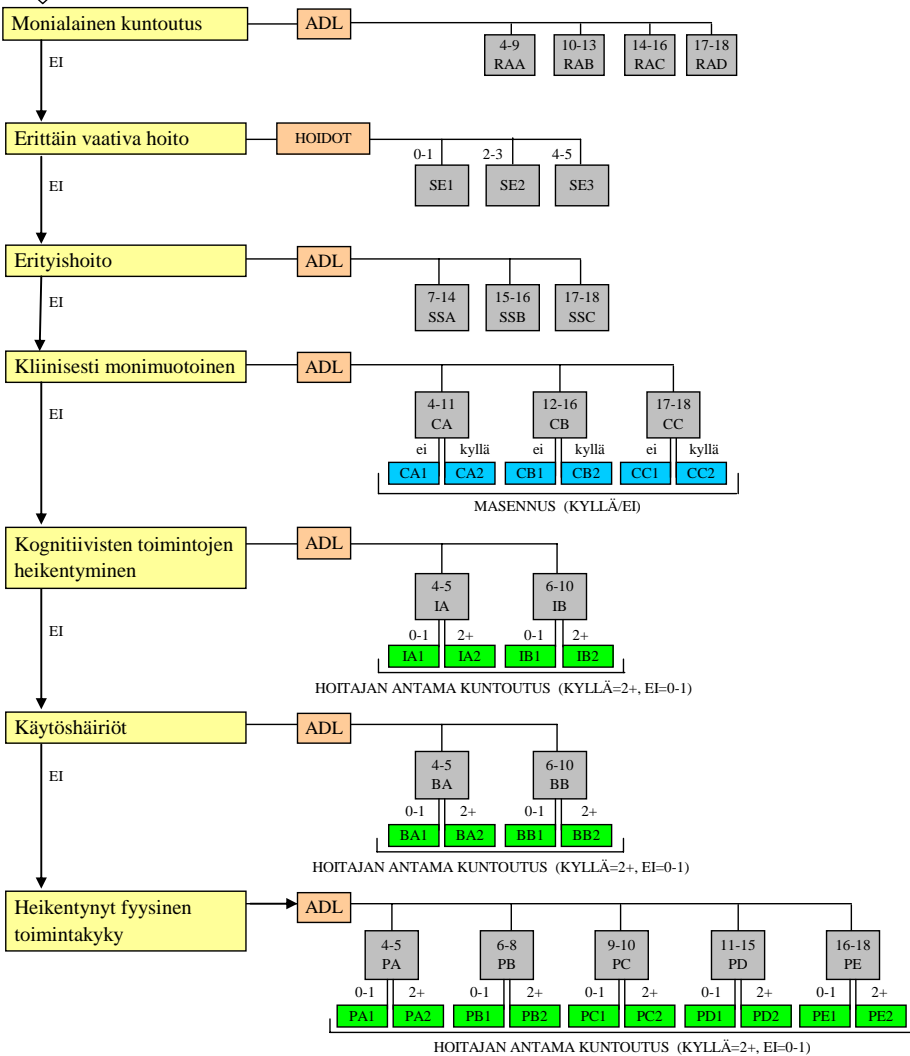 Monialainen kuntoutus ADL
4-9 10-13 14-16 17-18
RAA RAB RAC RAD
EI
Erittäin vaativa hoito HOIDOT
0-1 2-3 4-5
SE1 SE2 SE3
EI
Erityishoito ADL
7-14 15-16 17-18
SSA SSB SSC
EI
Kliinisesti monimuotoinen ADL
4-11 12-16 17-18
CA CB CC
EI
ei kyllä ei kyllä ei kyllä
CA1 CA2 CB1 CB2 CC1 CC2
MASENNUS (KYLLÄ/EI)
Kognitiivisten toimintojen ADL
heikentyminen
4-5 6-10
IA IB
EI
0-1 2+ 0-1 2+
IA1 IA2 IB1 IB2
HOITAJAN ANTAMA KUNTOUTUS (KYLLÄ=2+, EI=0-1)
Käytöshäiriöt ADL
4-5 6-10
BA BB
EI
0-1 2+ 0-1 2+
BA1 BA2 BB1 BB2
HOITAJAN ANTAMA KUNTOUTUS (KYLLÄ=2+, EI=0-1)
Heikentynyt fyysinen ADL
toimintakyky
4-5 6-8 9-10 11-15 16-18
PA PB PC PD PE
0-1 2+ 0-1 2+ 0-1 2+ 0-1 2+ 0-1 2+
PA1 PA2 PB1 PB2 PC1 PC2 PD1 PD2 PE1 PE2
HOITAJAN ANTAMA KUNTOUTUS (KYLLÄ=2+, EI=0-1)